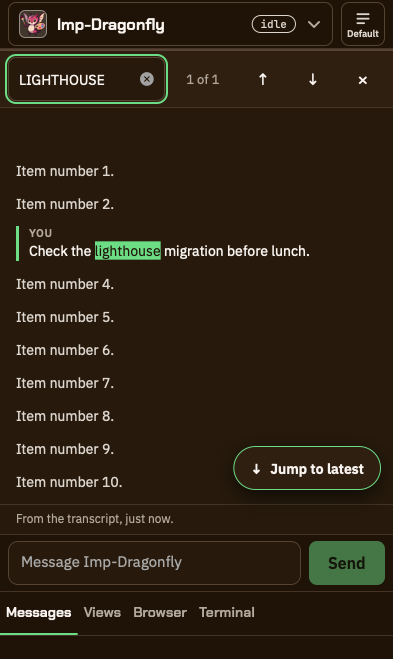 Imp-Dragonfly
idle
Default
LIGHTHOUSE
1 of 1
Item number 1.
Item number 2.
YOU
Check the lighthouse migration before lunch.
Item number 4.
Item number 5.
Item number 6.
Item number 7.
Item number 8.
Item number 9.
Item number 10.
Jump to latest
From the transcript, just now.
Message Imp-Dragonfly
Send
Messages Views Browser Terminal